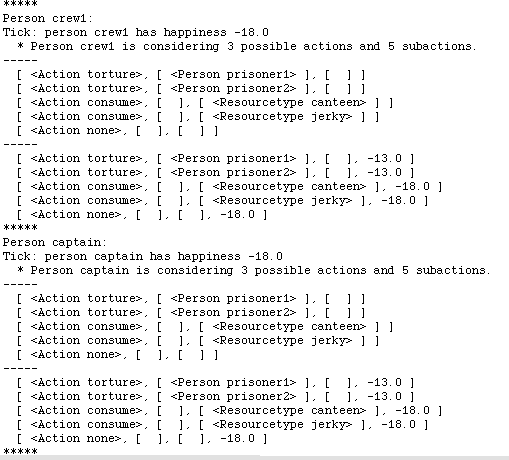 *****
Person crew1:
Tick: person crew1 has happiness -18.0
* Person crew1 is considering 3 possible actions and 5 subactions.
-----
[ <Action torture>, [ <Person prisoner1> ], [  ] ]
[ <Action torture>, [ <Person prisoner2> ], [  ] ]
[ <Action consume>, [  ], [ <Resourcetype canteen> ] ]
[ <Action consume>, [  ], [ <Resourcetype jerky> ] ]
[ <Action none>, [  ], [  ] ]
-----
[ <Action torture>, [ <Person prisoner1> ], [  ], -13.0 ]
[ <Action torture>, [ <Person prisoner2> ], [  ], -13.0 ]
[ <Action consume>, [  ], [ <Resourcetype canteen> ], -18.0 ]
[ <Action consume>, [  ], [ <Resourcetype jerky> ], -18.0 ]
[ <Action none>, [  ], [  ], -18.0 ]
*****
Person captain:
Tick: person captain has happiness -18.0
* Person captain is considering 3 possible actions and 5 subactions.
-----
[ <Action torture>, [ <Person prisoner1> ], [  ] ]
[ <Action torture>, [ <Person prisoner2> ], [  ] ]
[ <Action consume>, [  ], [ <Resourcetype canteen> ] ]
[ <Action consume>, [  ], [ <Resourcetype jerky> ] ]
[ <Action none>, [  ], [  ] ]
-----
[ <Action torture>, [ <Person prisoner1> ], [  ], -13.0 ]
[ <Action torture>, [ <Person prisoner2> ], [  ], -13.0 ]
[ <Action consume>, [  ], [ <Resourcetype canteen> ], -18.0 ]
[ <Action consume>, [  ], [ <Resourcetype jerky> ], -18.0 ]
[ <Action none>, [  ], [  ], -18.0 ]
*****